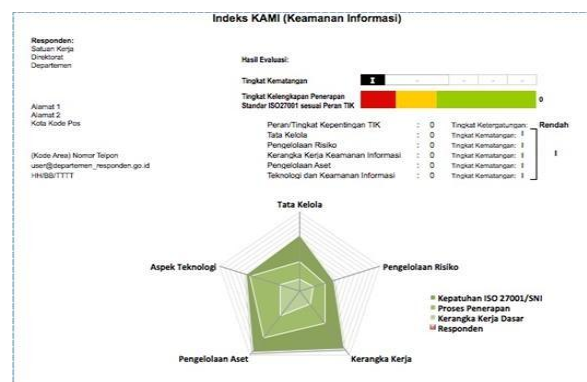 Indeks KAMI (Keamanan Informasi)
Responden:
Satuan Kerja
Direktorat
Departemen
Alamat 1
Alamat 2
Kota Kode Pos
(Kode Area) Nomor Telpon
user@departemen_responden.go.id
HH/BB/TTTT
Hasil Evaluasi:
Tingkat Kematangan I - - - -
Tingkat Kelengkapan Penerapan
Standar ISO27001 sesuai Peran TIK 0
Peran/Tingkat Kepentingan TIK : 0 Tingkat Ketergantungan: Rendah
Tata Kelola : 0 Tingkat Kematangan: I
Pengelolaan Risiko : 0 Tingkat Kematangan: I
Kerangka Kerja Keamanan Informasi : 0 Tingkat Kematangan: I
Pengelolaan Aset : 0 Tingkat Kematangan: I
Teknologi dan Keamanan Informasi : 0 Tingkat Kematangan: I
I
Tata Kelola
Aspek Teknologi
Pengelolaan Risiko
Pengelolaan Aset
Kerangka Kerja
Kepatuhan ISO 27001/SNI
Proses Penerapan
Kerangka Kerja Dasar
Responden